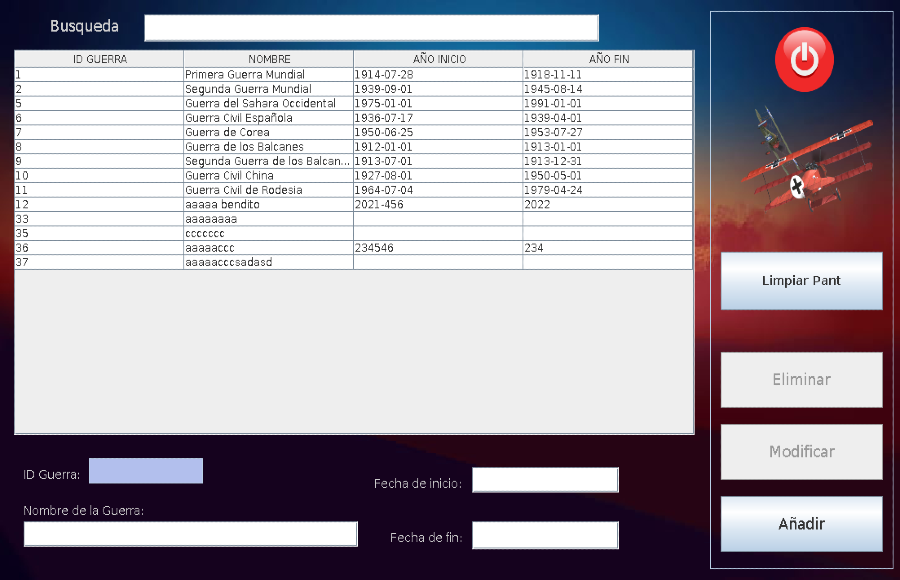 Busqueda
ID GUERRA NOMBRE AÑO INICIO AÑO FIN
1 Primera Guerra Mundial 1914-07-28 1918-11-11
2 Segunda Guerra Mundial 1939-09-01 1945-08-14
5 Guerra del Sahara Occidental 1975-01-01 1991-01-01
6 Guerra Civil Española 1936-07-17 1939-04-01
7 Guerra de Corea 1950-06-25 1953-07-27
8 Guerra de los Balcanes 1912-01-01 1913-01-01
9 Segunda Guerra de los Balcan... 1913-07-01 1913-12-31
10 Guerra Civil China 1927-08-01 1950-05-01
11 Guerra Civil de Rodesia 1964-07-04 1979-04-24
12 aaaaa bendito 2021-456 2022
33 aaaaaaaa
35 ccccccc
36 aaaaaccc 234546 234
37 aaaaacccsadasd
Limpiar Pant
Eliminar
Modificar
Añadir
ID Guerra:
Fecha de inicio:
Nombre de la Guerra:
Fecha de fin: